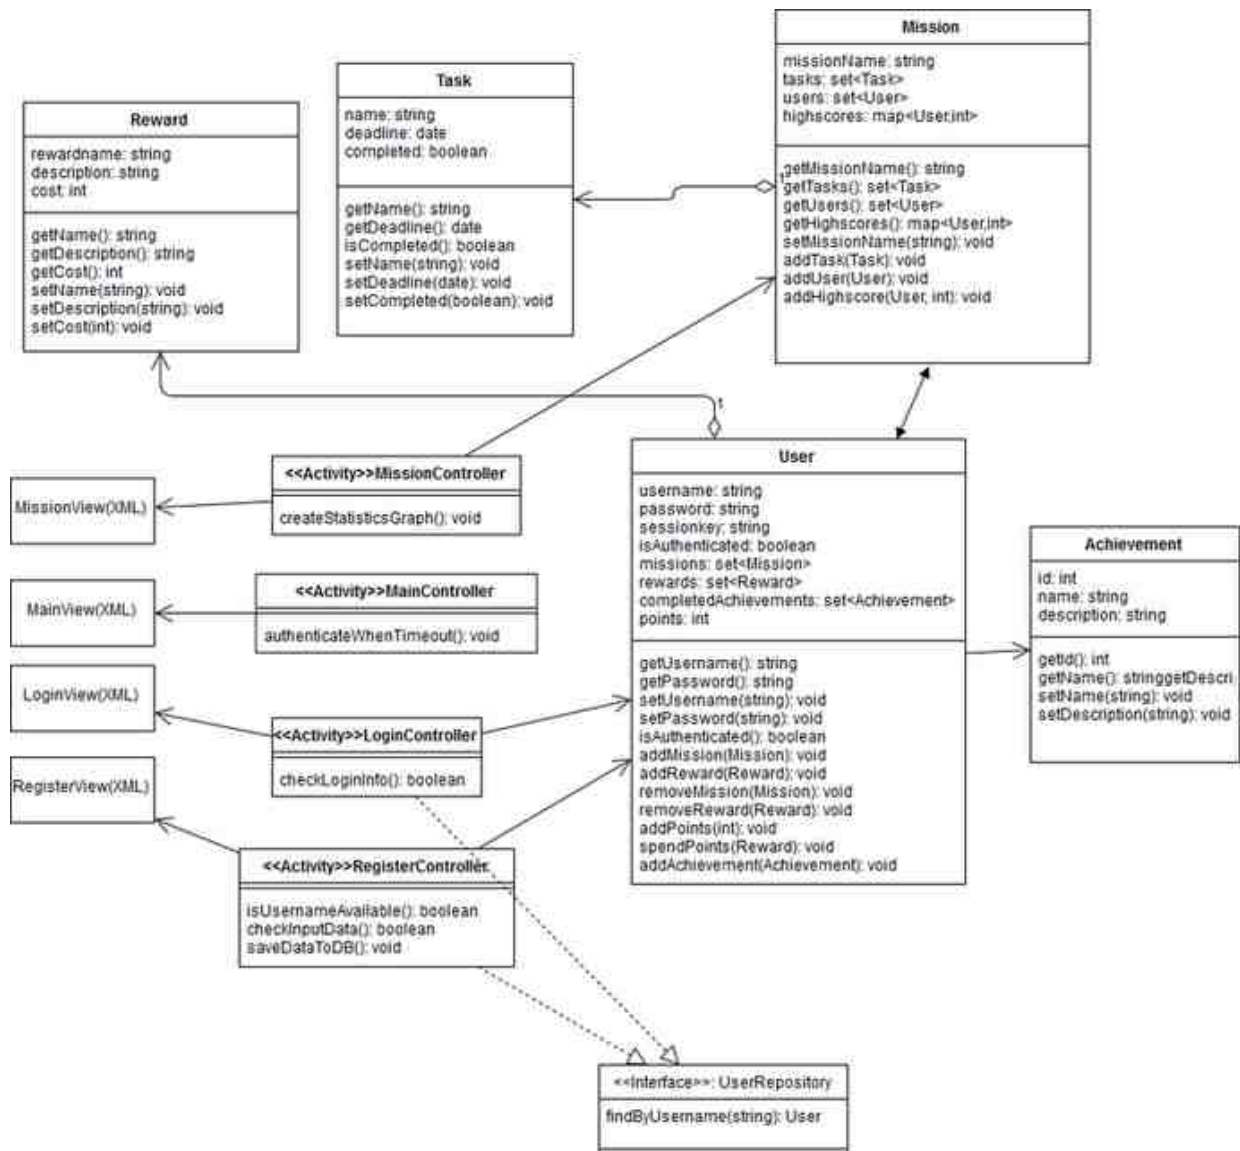 Mission
missionName: string
tasks: set<Task>
users: set<User>
highscores: map<User,int>
getMissionName(): string
getTasks(): set<Task>
getUsers(): set<User>
getHighscores(): map<User,int>
setMissionName(string): void
addTask(Task): void
addUser(User): void
addHighscore(User, int): void
Task
name: string
deadline: date
completed: boolean
getName(): string
getDeadline(): date
isCompleted(): boolean
setName(string): void
setDeadline(date): void
setCompleted(boolean): void
Reward
rewardname: string
description: string
cost: int
getName(): string
getDescription(): string
getCost(): int
setName(string): void
setDescription(string): void
setCost(int): void
1
1
<<Activity>>MissionController
createStatisticsGraph(): void
MissionView(XML)
<<Activity>>MainController
authenticateWhenTimeout(): void
MainView(XML)
LoginView(XML)
<<Activity>>LoginController
checkLoginInfo(): boolean
RegisterView(XML)
<<Activity>>RegisterController
isUsernameAvailable(): boolean
checkInputData(): boolean
saveDataToDB(): void
User
username: string
password: string
sessionkey: string
isAuthenticated: boolean
missions: set<Mission>
rewards: set<Reward>
completedAchievements: set<Achievement>
points: int
getUsername(): string
getPassword(): string
setUsername(string): void
setPassword(string): void
isAuthenticated(): boolean
addMission(Mission): void
addReward(Reward): void
removeMission(Mission): void
removeReward(Reward): void
addPoints(int): void
spendPoints(Reward): void
addAchievement(Achievement): void
Achievement
id: int
name: string
description: string
getId(): int
getName(): stringgetDescri
setName(string): void
setDescription(string): void
<<Interface>>: UserRepository
findByUsername(string): User